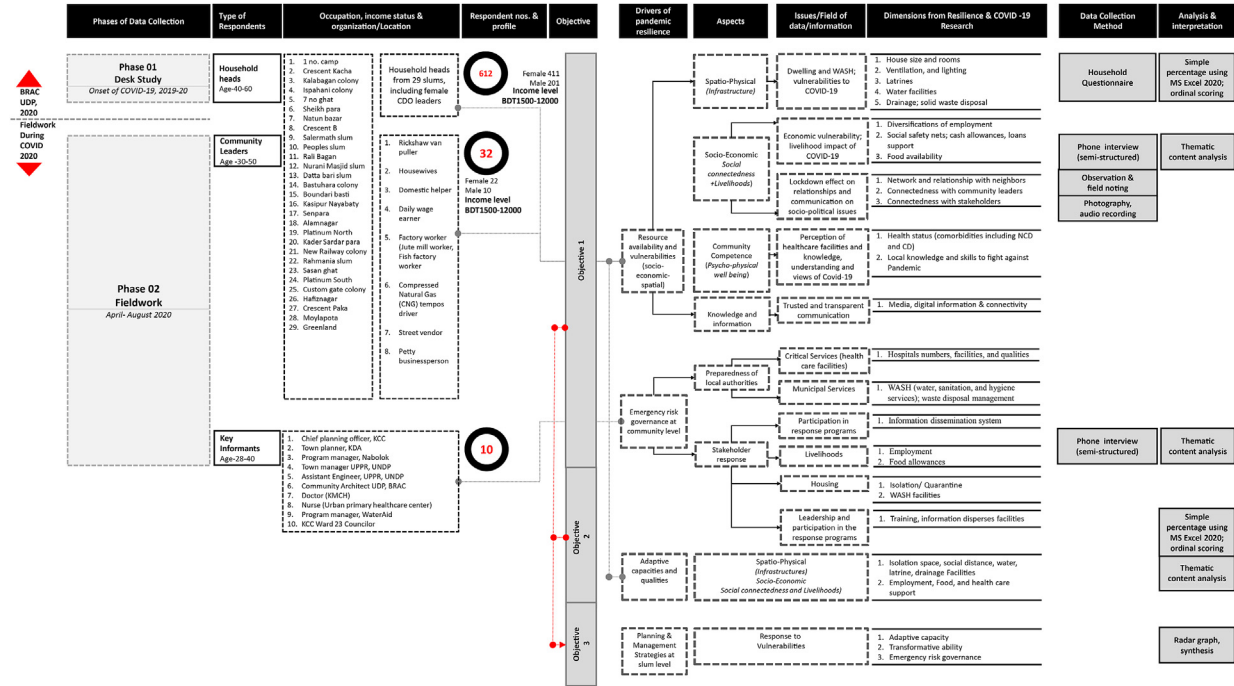 Phases of Data Collection
Type of
Respondents
Occupation, income status &
organization/Location
Respondent nos. &
profile
Objective
Drivers of
pandemic
resilience
Aspects
Issues/Field of
data/information
Dimensions from Resilience & COVID -19
Research
Data Collection
Method
Analysis &
interpretation
BRAC
UDP,
2020
Fieldwork
During
COVID
2020
Phase 01
Desk Study
Onset of COVID-19, 2019-20
Phase 02
Fieldwork
April- August 2020
Household
heads
Age-40-60
Community
Leaders
Age -30-50
Key
Informants
Age-28-40
1. 1 no. camp
2. Crescent Kacha
3. Kalabagan colony
4. Ispahani colony
5. 7 no ghat
6. Sheikh para
7. Natun bazar
8. Crescent B
9. Salermath slum
10. Peoples slum
11. Rali Bagan
12. Nurani Masjid slum
13. Datta bari slum
14. Bastuhara colony
15. Boundari basti
16. Kasipur Nayabaty
17. Senpara
18. Alamnagar
19. Platinum North
20. Kader Sardar para
21. New Railway colony
22. Rahmania slum
23. Sasan ghat
24. Platinum South
25. Custom gate colony
26. Hafiznagar
27. Crescent Paka
28. Moylapota
29. Greenland
Household heads
from 29 slums,
including female
CDO leaders
1. Rickshaw van
puller
2. Housewives
3. Domestic helper
4. Daily wage
earner
5. Factory worker
(Jute mill worker,
Fish factory
worker)
6. Compressed
Natural Gas
(CNG) tempos
driver
7. Street vendor
8. Petty
businessperson
1. Chief planning officer, KCC
2. Town planner, KDA
3. Program manager, Nabolok
4. Town manager UPPR, UNDP
5. Assistant Engineer, UPPR, UNDP
6. Community Architect UDP, BRAC
7. Doctor (KMCH)
8. Nurse (Urban primary healthcare center)
9. Program manager, WaterAid
10. KCC Ward 23 Councilor
612
Female 411
Male 201
Income level
BDT1500-12000
32
Female 22
Male 10
Income level
BDT1500-12000
10
Objective 1
Objective
2
Objective
3
Resource
availability and
vulnerabilities
(socio-
economic-
spatial)
Emergency risk
governance at
community level
Adaptive
capacities and
qualities
Planning &
Management
Strategies at
slum level
Spatio-Physical
(Infrastructure)
Socio-Economic
Social
connectedness
+Livelihoods)
Community
Competence
(Psycho-physical
well being)
Knowledge and
information
Preparedness of
local authorities
Stakeholder
response
Spatio-Physical
(Infrastructures)
Socio-Economic
Social connectedness and Livelihoods)
Response to
Vulnerabilities
Dwelling and WASH;
vulnerabilities to
COVID-19
Economic vulnerability;
livelihood impact of
COVID-19
Lockdown effect on
relationships and
communication on
socio-political issues
Perception of
healthcare facilities and
knowledge,
understanding and
views of Covid-19
Trusted and transparent
communication
Critical Services (health
care facilities)
Municipal Services
Participation in
response programs
Livelihoods
Housing
Leadership and
participation in the
response programs
1. House size and rooms
2. Ventilation, and lighting
3. Latrines
4. Water facilities
5. Drainage; solid waste disposal
1. Diversifications of employment
2. Social safety nets; cash allowances, loans
support
3. Food availability
1. Network and relationship with neighbors
2. Connectedness with community leaders
3. Connectedness with stakeholders
1. Health status (comorbidities including NCD
and CD)
2. Local knowledge and skills to fight against
Pandemic
1. Media, digital information & connectivity
1. Hospitals numbers, facilities, and qualities
1. WASH (water, sanitation, and hygiene
services); waste disposal management
1. Information dissemination system
1. Employment
2. Food allowances
1. Isolation/ Quarantine
2. WASH facilities
1. Training, information disperses facilities
1. Isolation space, social distance, water,
latrine, drainage Facilities
2. Employment, Food, and health care
support
1. Adaptive capacity
2. Transformative ability
3. Emergency risk governance
Household
Questionnaire
Phone interview
(semi-structured)
Observation &
field noting
Photography,
audio recording
Phone interview
(semi-structured)
Simple
percentage using
MS Excel 2020;
ordinal scoring
Thematic
content analysis
Thematic
content analysis
Simple
percentage using
MS Excel 2020;
ordinal scoring
Thematic
content analysis
Radar graph,
synthesis